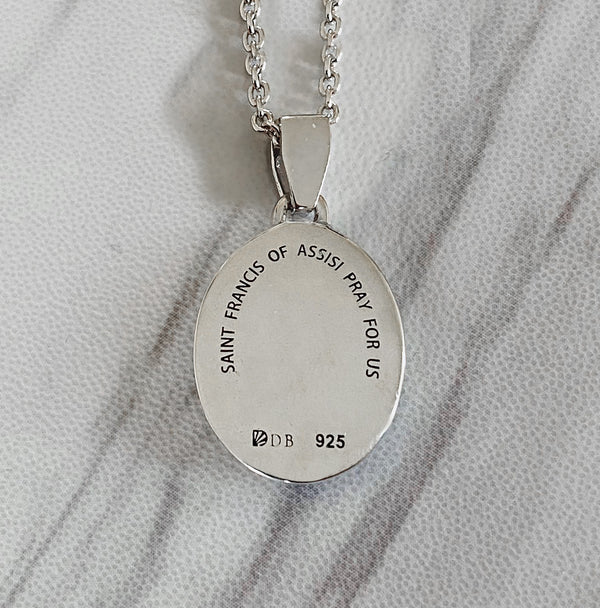 SAINT FRANCIS OF ASSISI PRAY FOR US
DB 925